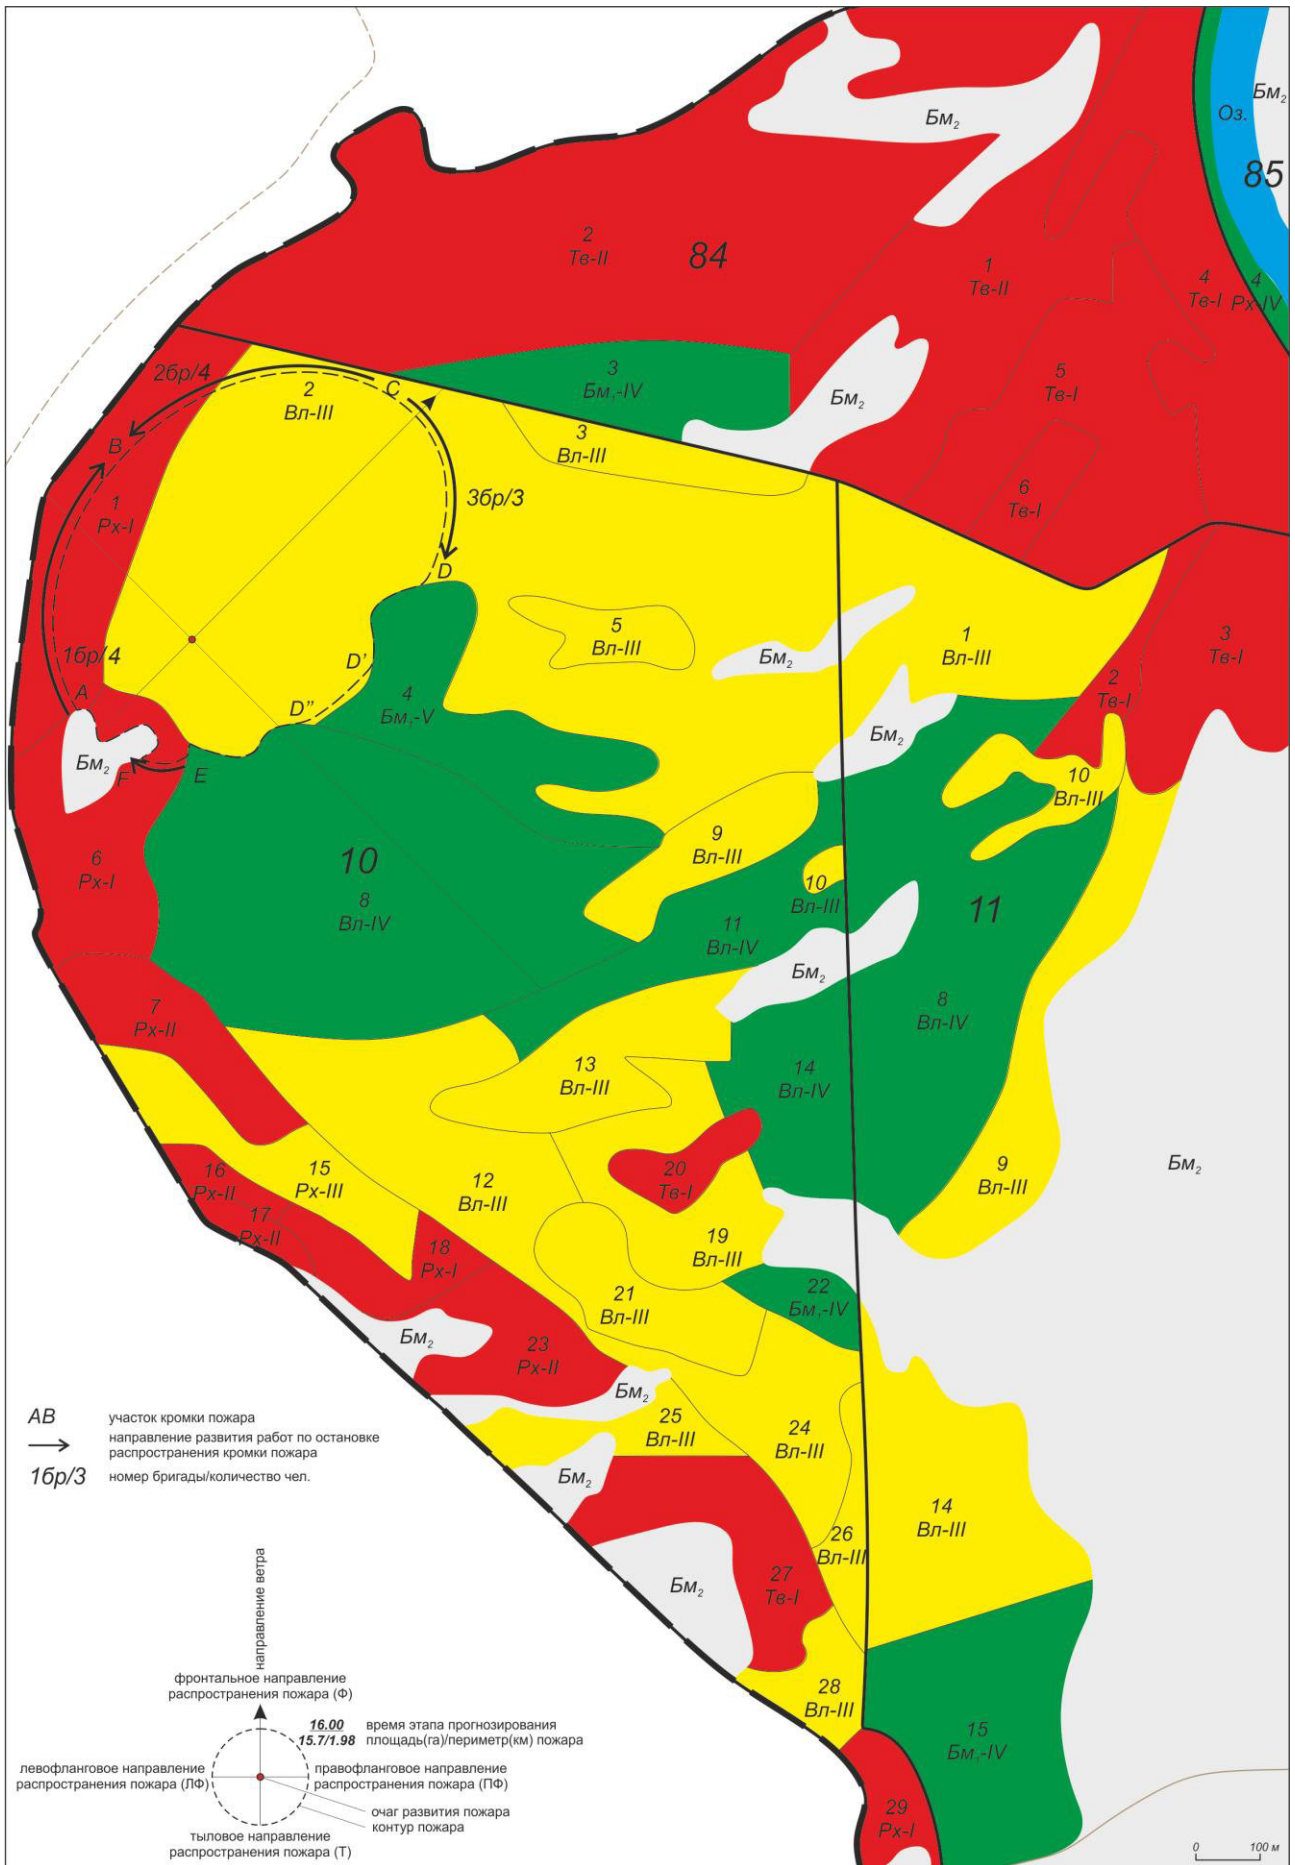 Бм₂
Оз.
Бм₂
85
2
Тв-II
84
1
Тв-II
4
Тв-I
4
Рх-IV
2бр/4
2
Вл-III
С
3
Бм,-IV
Бм₂
5
Тв-I
В
3
Вл-III
3бр/3
6
Тв-I
1
Рх-I
D
1бр/4
5
Вл-III
Бм₂
1
Вл-III
3
Тв-I
А
D'
4
Бм,-V
2
Тв-I
D''
Бм₂
F
E
Бм₂
10
Вл-III
6
Рх-I
10
8
Вл-IV
9
Вл-III
10
Вл-III
11
11
Вл-IV
Бм₂
7
Рх-II
8
Вл-IV
13
Вл-III
14
Вл-IV
16
Рх-II
15
Рх-III
12
Вл-III
20
Тв-I
9
Вл-III
Бм₂
17
Рх-II
18
Рх-I
19
Вл-III
21
Вл-III
22
Бм,-IV
Бм₂
23
Рх-II
Бм₂
25
Вл-III
24
Вл-III
Бм₂
14
Вл-III
26
Вл-III
Бм₂
27
Тв-I
28
Вл-III
15
Бм,-IV
29
Рх-I
АВ участок кромки пожара
направление развития работ по остановке
распространения кромки пожара
1бр/3 номер бригады/количество чел.
направление ветра
фронтальное направление
распространения пожара (Ф)
16.00 время этапа прогнозирования
15.7/1.98 площадь(га)/периметр(км) пожара
левофланговое направление
распространения пожара (ЛФ)
правофланговое направление
распространения пожара (ПФ)
очаг развития пожара
контур пожара
тыловое направление
распространения пожара (Т)
0 100 м